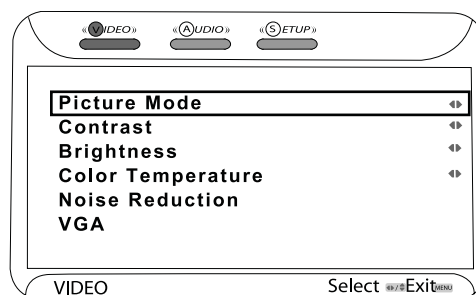 «VIDEO» «AUDIO» «SETUP»
Picture Mode
Contrast
Brightness
Color Temperature
Noise Reduction
VGA
VIDEO Select Exit MENU